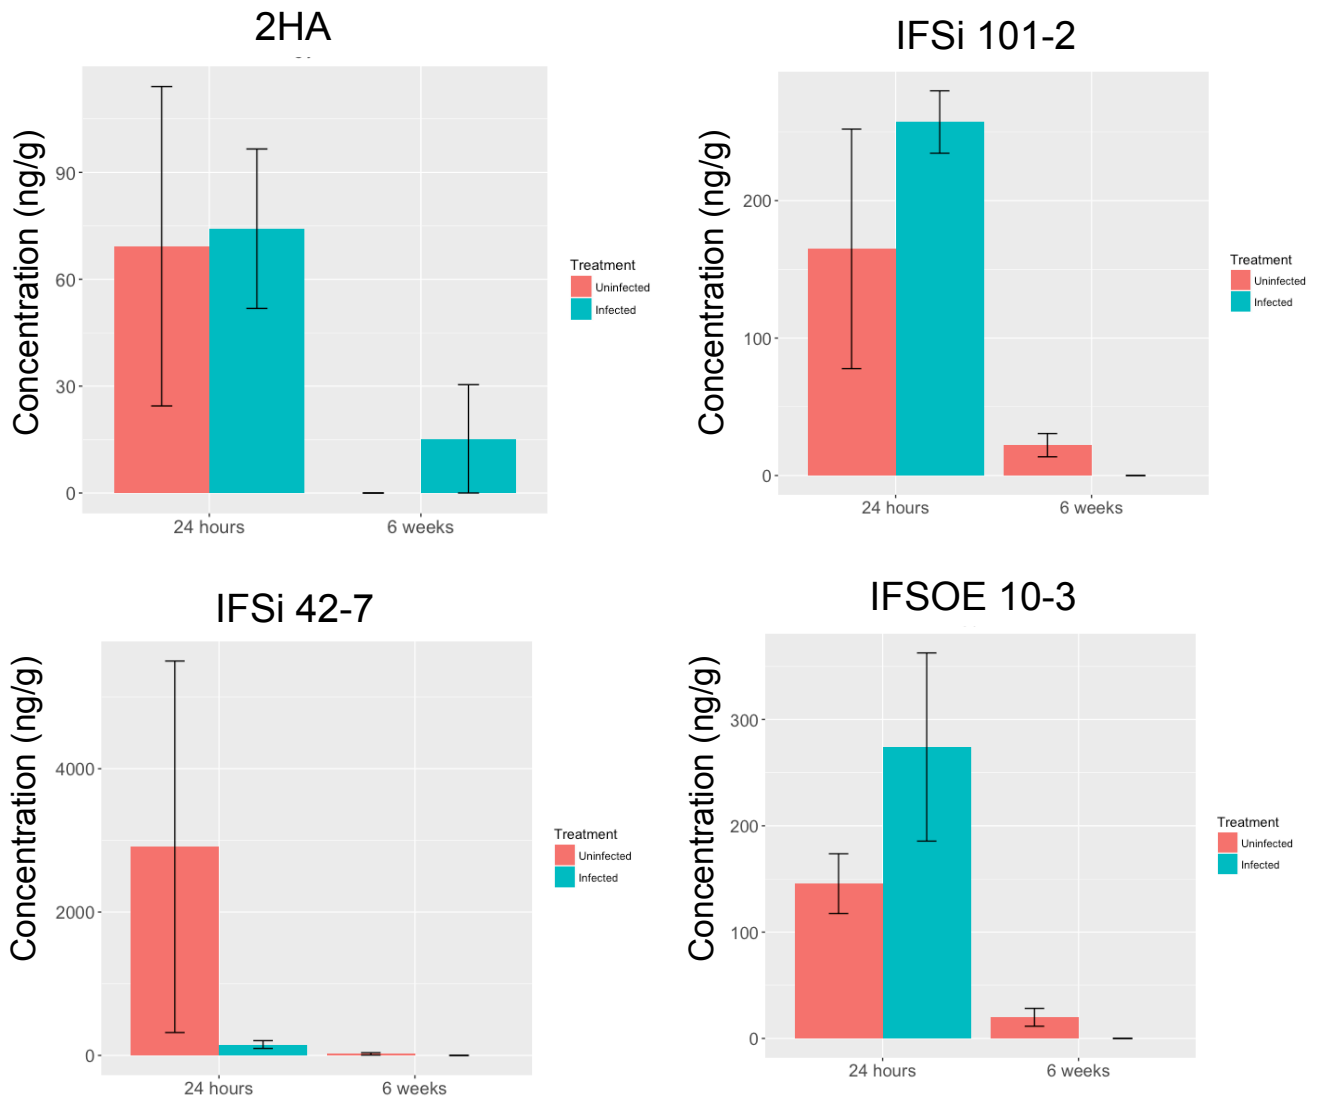 2HA
Concentration (ng/g)
90
60
30
0
24 hours
6 weeks
Treatment
Uninfected
Infected
IFSi 101-2
Concentration (ng/g)
200
100
0
24 hours
6 weeks
Treatment
Uninfected
Infected
IFSi 42-7
Concentration (ng/g)
4000
2000
0
24 hours
6 weeks
Treatment
Uninfected
Infected
IFSOE 10-3
Concentration (ng/g)
300
200
100
0
24 hours
6 weeks
Treatment
Uninfected
Infected